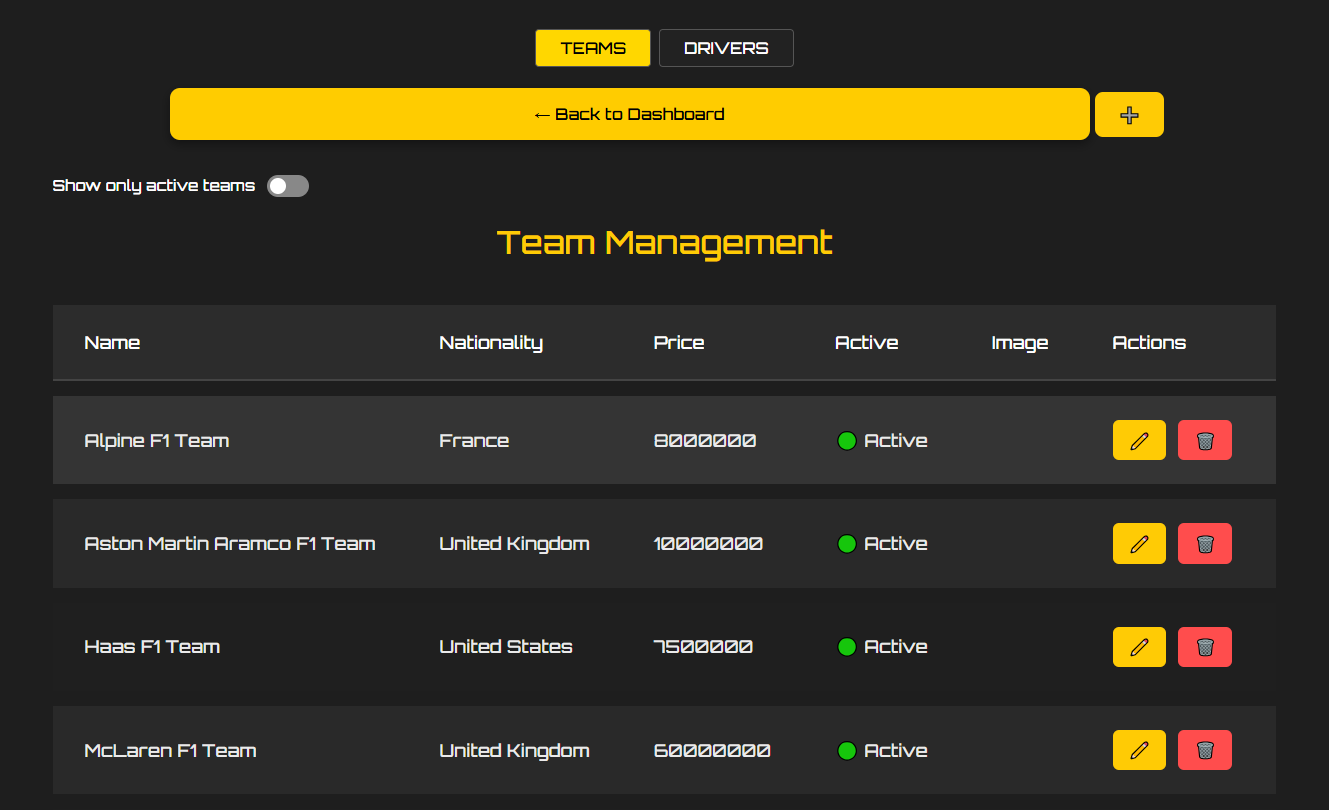 TEAMS DRIVERS
← Back to Dashboard ➕
Show only active teams
Team Management
Name Nationality Price Active Image Actions
Alpine F1 Team France 8000000 Active
Aston Martin Aramco F1 Team United Kingdom 10000000 Active
Haas F1 Team United States 7500000 Active
McLaren F1 Team United Kingdom 60000000 Active